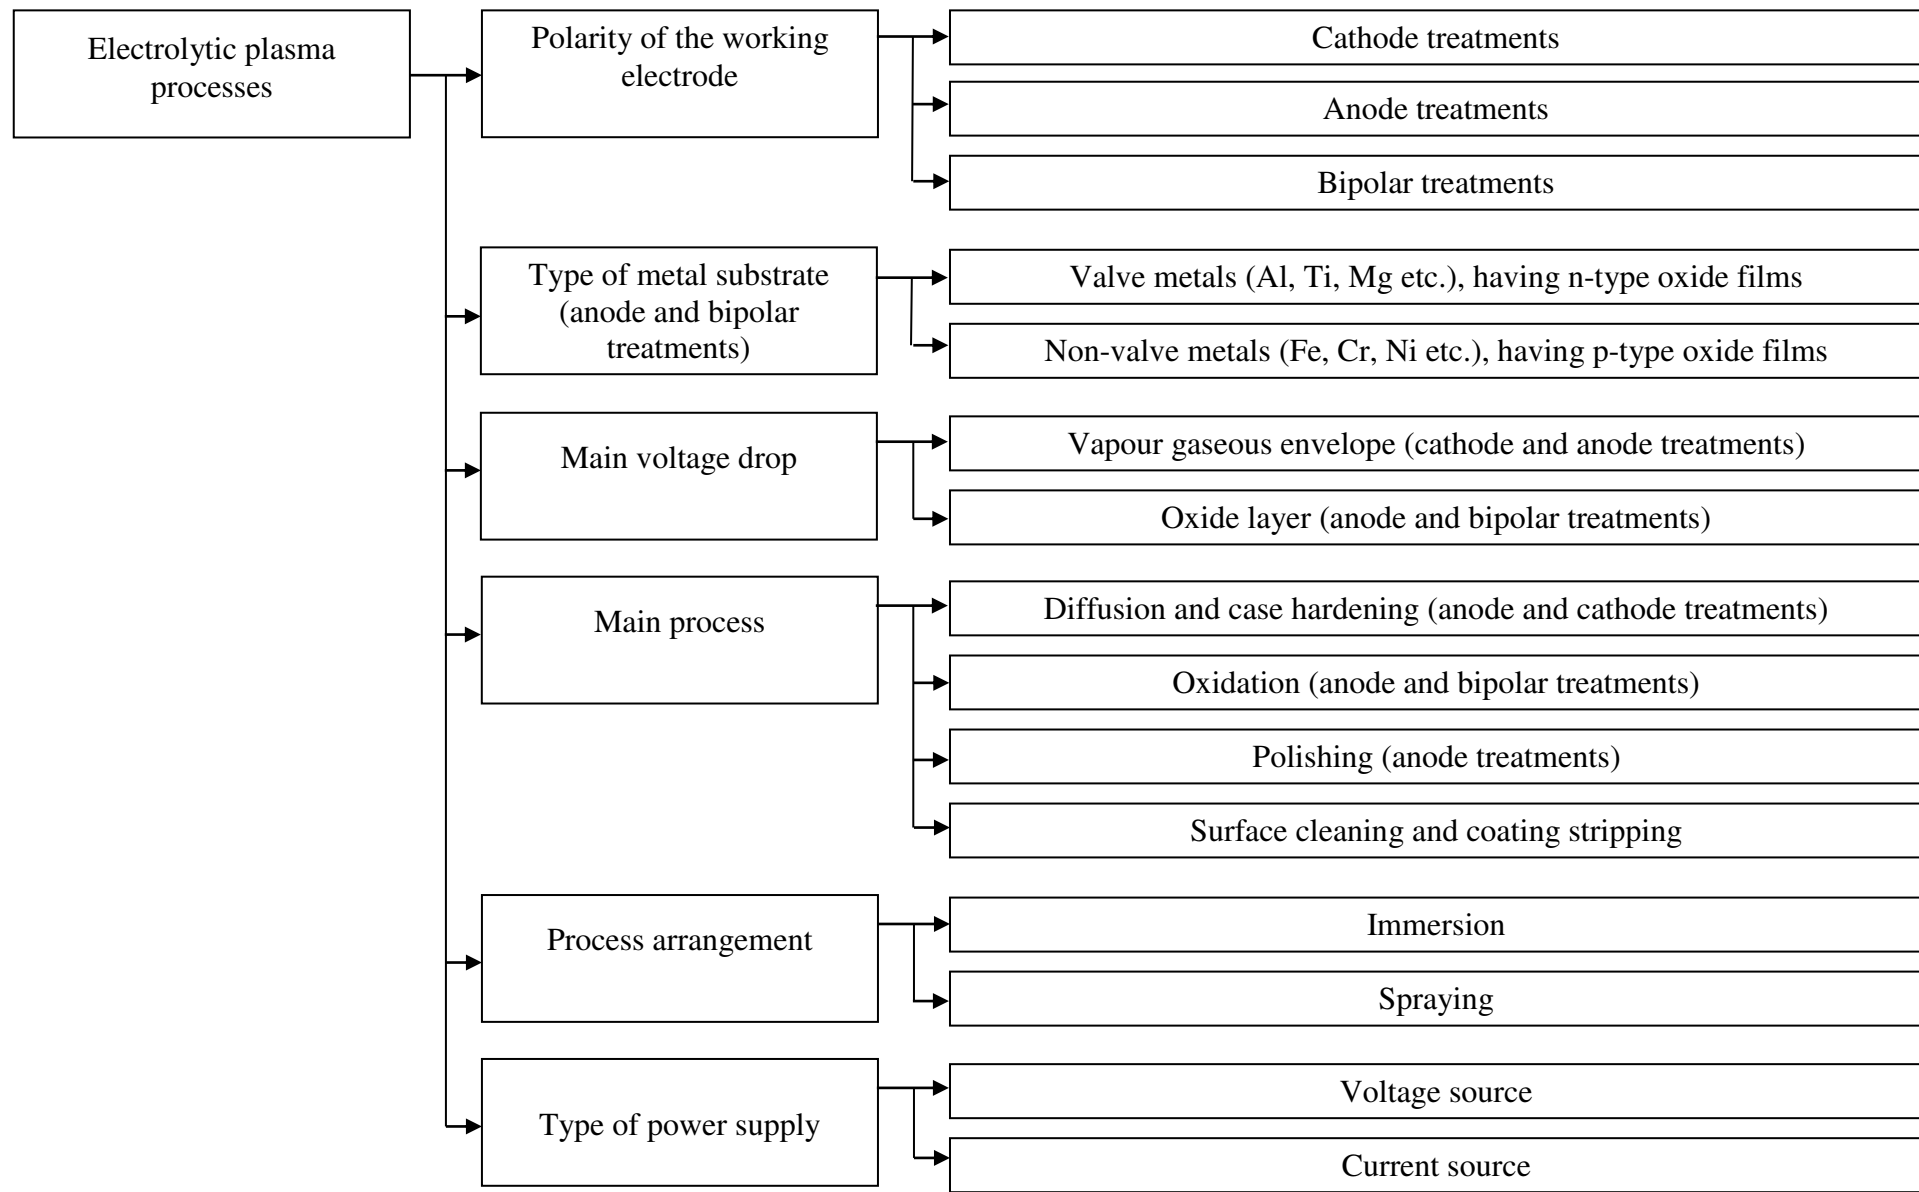 Electrolytic plasma
processes
Polarity of the working
electrode
Cathode treatments
Anode treatments
Bipolar treatments
Type of metal substrate
(anode and bipolar
treatments)
Valve metals (Al, Ti, Mg etc.), having n-type oxide films
Non-valve metals (Fe, Cr, Ni etc.), having p-type oxide films
Main voltage drop
Vapour gaseous envelope (cathode and anode treatments)
Oxide layer (anode and bipolar treatments)
Main process
Diffusion and case hardening (anode and cathode treatments)
Oxidation (anode and bipolar treatments)
Polishing (anode treatments)
Surface cleaning and coating stripping
Process arrangement
Immersion
Spraying
Type of power supply
Voltage source
Current source